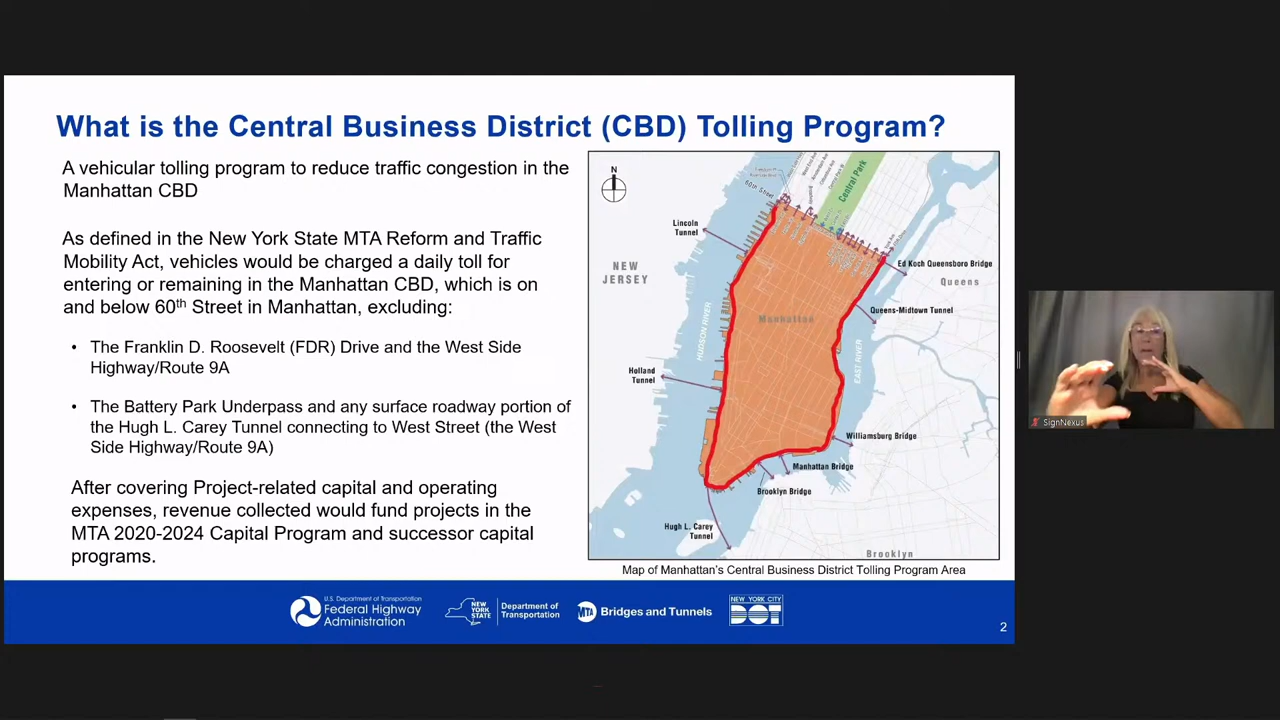 What is the Central Business District (CBD) Tolling Program?
A vehicular tolling program to reduce traffic congestion in the
Manhattan CBD
As defined in the New York State MTA Reform and Traffic
Mobility Act, vehicles would be charged a daily toll for
entering or remaining in the Manhattan CBD, which is on
and below 60th Street in Manhattan, excluding:
• The Franklin D. Roosevelt (FDR) Drive and the West Side
Highway/Route 9A
• The Battery Park Underpass and any surface roadway portion of
the Hugh L. Carey Tunnel connecting to West Street (the West
Side Highway/Route 9A)
After covering Project-related capital and operating
expenses, revenue collected would fund projects in the
MTA 2020-2024 Capital Program and successor capital
programs.
N
60th Street
Central Park
Lincoln
Tunnel
NEW
JERSEY
Ed Koch Queensboro Bridge
Queens
Queens-Midtown Tunnel
Manhattan
HUDSON RIVER
EAST RIVER
Holland
Tunnel
Williamsburg Bridge
Manhattan Bridge
Brooklyn Bridge
Hugh L. Carey
Tunnel
Brooklyn
Map of Manhattan's Central Business District Tolling Program Area
U.S. Department of Transportation
Federal Highway
Administration
NEW
YORK
STATE
Department of
Transportation
MTA
Bridges and Tunnels
NEW YORK CITY
DOT
2
SignNexus